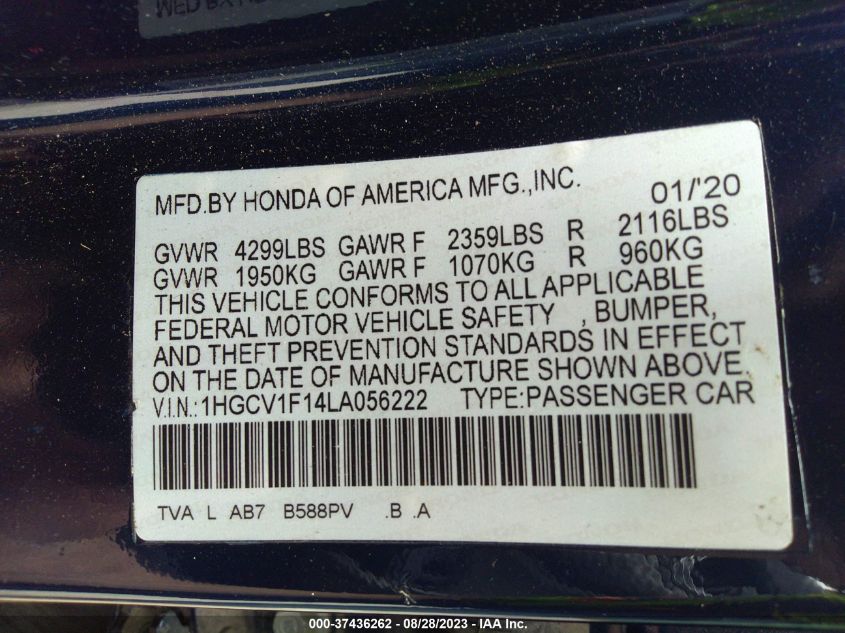 MFD.BY HONDA OF AMERICA MFG.,INC. 01/'20
GVWR 4299LBS GAWR F 2359LBS R 2116LBS
GVWR 1950KG GAWR F 1070KG R 960KG
THIS VEHICLE CONFORMS TO ALL APPLICABLE
FEDERAL MOTOR VEHICLE SAFETY , BUMPER,
AND THEFT PREVENTION STANDARDS IN EFFECT
ON THE DATE OF MANUFACTURE SHOWN ABOVE.
V.I.N.:1HGCV1F14LA056222 TYPE:PASSENGER CAR
TVA L AB7 B588PV .B .A
000-37436262 / 08/28/2023 / IAA Inc.